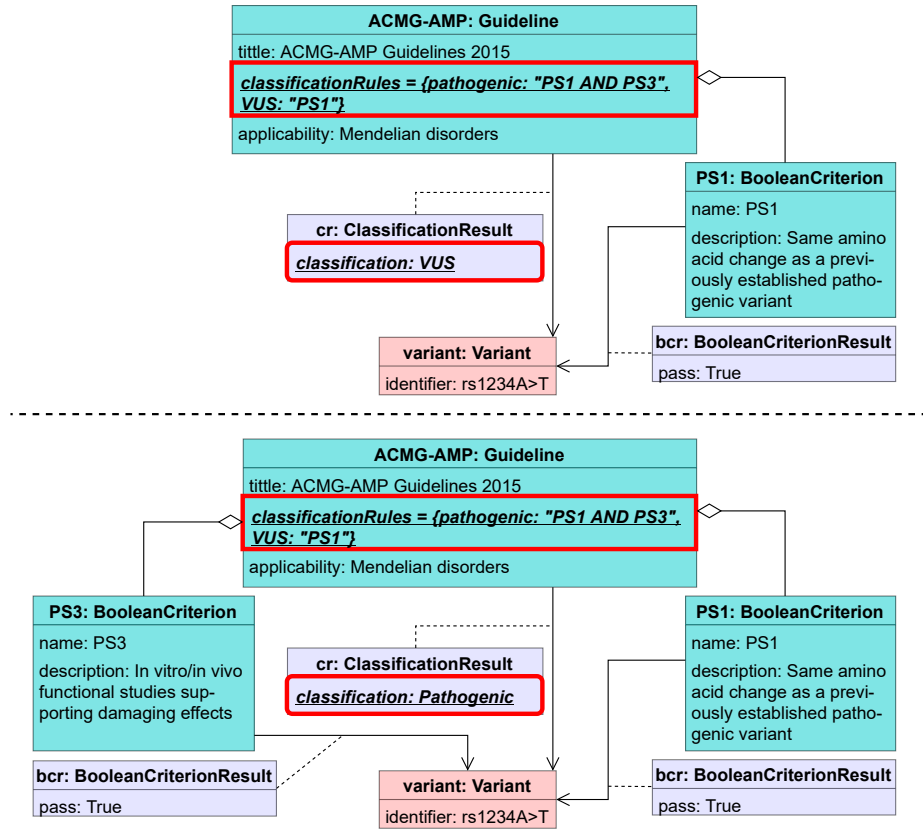 ACMG-AMP: Guideline
tittle: ACMG-AMP Guidelines 2015
classificationRules = {pathogenic: "PS1 AND PS3",
VUS: "PS1"}
applicability: Mendelian disorders
PS1: BooleanCriterion
name: PS1
description: Same amino
acid change as a previ-
ously established patho-
genic variant
cr: ClassificationResult
classification: VUS
bcr: BooleanCriterionResult
pass: True
variant: Variant
identifier: rs1234A>T
ACMG-AMP: Guideline
tittle: ACMG-AMP Guidelines 2015
classificationRules = {pathogenic: "PS1 AND PS3",
VUS: "PS1"}
applicability: Mendelian disorders
PS3: BooleanCriterion
name: PS3
description: In vitro/in vivo
functional studies sup-
porting damaging effects
cr: ClassificationResult
classification: Pathogenic
PS1: BooleanCriterion
name: PS1
description: Same amino
acid change as a previ-
ously established patho-
genic variant
bcr: BooleanCriterionResult
pass: True
variant: Variant
identifier: rs1234A>T
bcr: BooleanCriterionResult
pass: True